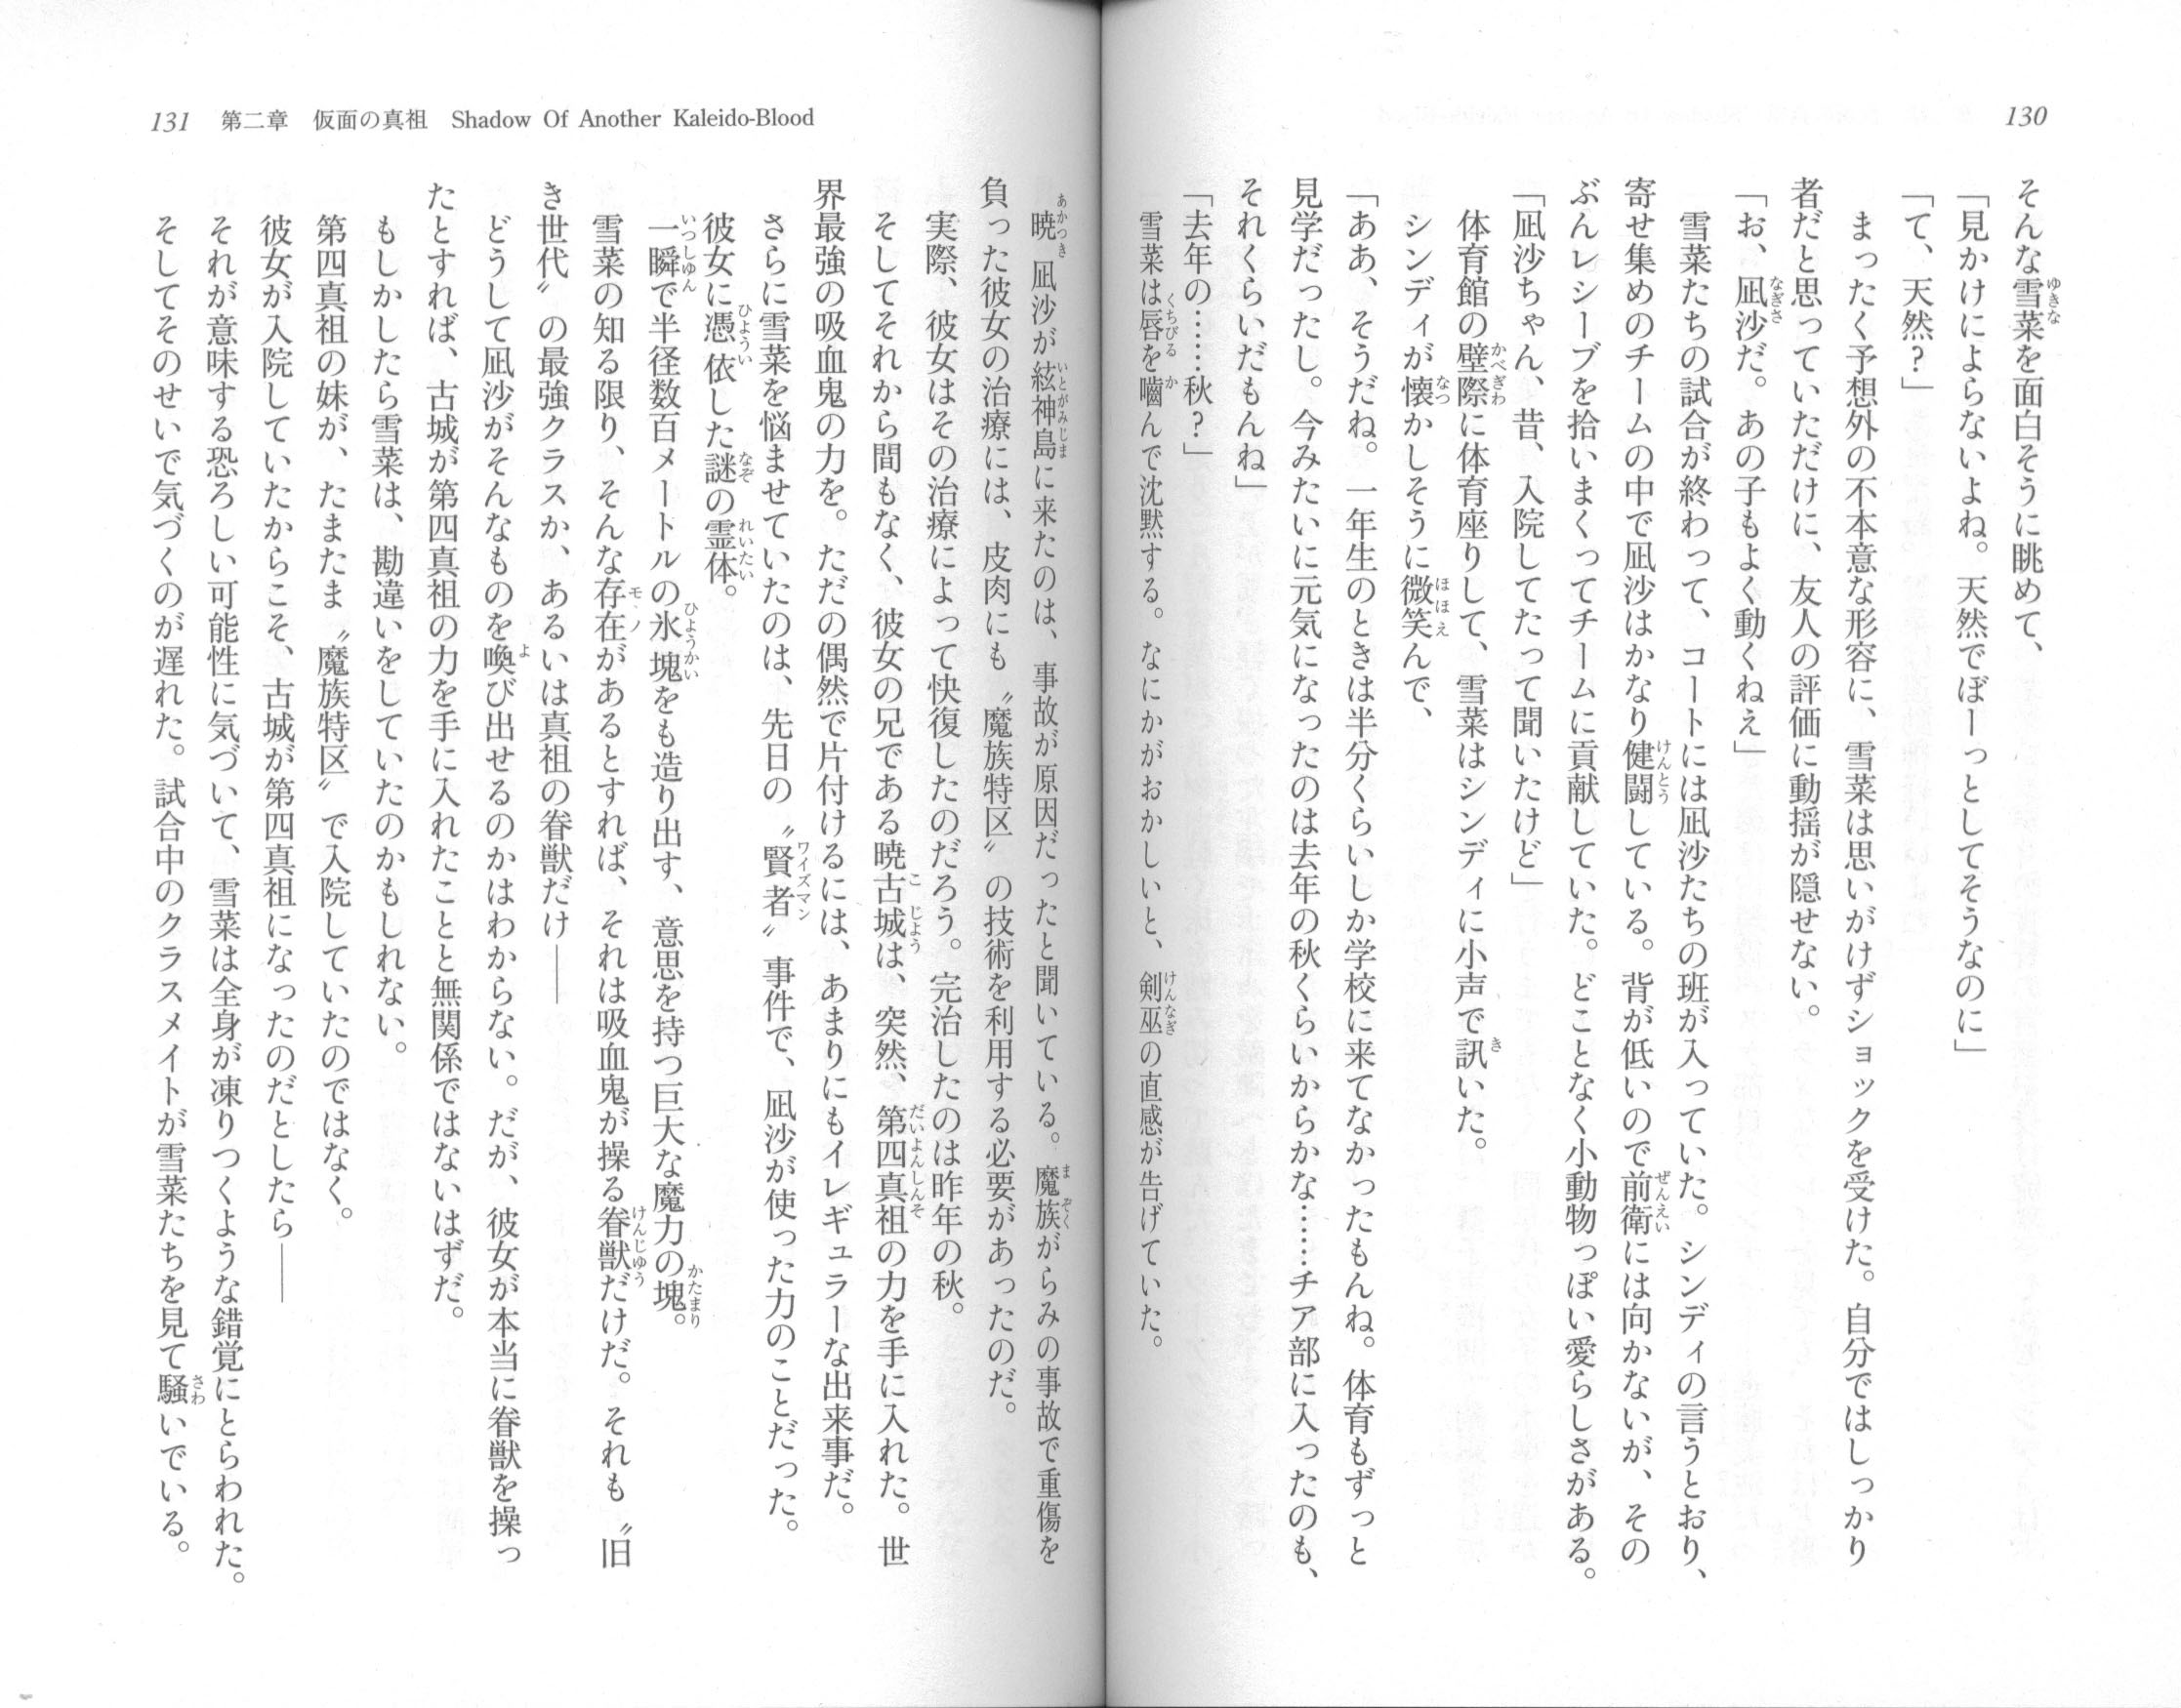 130
そんな雪菜を面白そうに眺めて、
「見かけによらないよね。天然でぼーっとしてそうなのに」
「て、天然？」
まったく予想外の不本意な形容に、雪菜は思いがけずショックを受けた。自分ではしっかり
者だと思っていただけに、友人の評価に動揺が隠せない。
「お、凪沙だ。あの子もよく動くねえ」
雪菜たちの試合が終わって、コートには凪沙たちの班が入っていた。シンディの言うとおり、
寄せ集めのチームの中で凪沙はかなり健闘している。背が低いので前衛には向かないが、その
ぶんレシーブを拾いまくってチームに貢献していた。どことなく小動物っぽい愛らしさがある。
「凪沙ちゃん、昔、入院してたって聞いたけど」
体育館の壁際に体育座りして、雪菜はシンディに小声で訊いた。
シンディが懐かしそうに微笑んで、
「ああ、そうだね。一年生のときは半分くらいしか学校に来てなかったもんね。体育もずっと
見学だったし。今みたいに元気になったのは去年の秋くらいからかな……チア部に入ったのも、
それくらいだもんね」
「去年の……秋？」
雪菜は唇を嚙んで沈黙する。なにかがおかしいと、剣巫の直感が告げていた。
131 第二章 仮面の真祖 Shadow Of Another Kaleido-Blood
暁凪沙が絃神島に来たのは、事故が原因だったと聞いている。魔族がらみの事故で重傷を
負った彼女の治療には、皮肉にも〝魔族特区〟の技術を利用する必要があったのだ。
実際、彼女はその治療によって快復したのだろう。完治したのは昨年の秋。
そしてそれから間もなく、彼女の兄である暁古城は、突然、第四真祖の力を手に入れた。世
界最強の吸血鬼の力を。ただの偶然で片付けるには、あまりにもイレギュラーな出来事だ。
さらに雪菜を悩ませていたのは、先日の〝賢者〟事件で、凪沙が使った力のことだった。
彼女に憑依した謎の霊体。
一瞬で半径数百メートルの氷塊をも造り出す、意思を持つ巨大な魔力の塊。
雪菜の知る限り、そんな存在があるとすれば、それは吸血鬼が操る眷獣だけだ。それも〝旧
き世代〟の最強クラスか、あるいは真祖の眷獣だけ――
どうして凪沙がそんなものを喚び出せるのかはわからない。だが、彼女が本当に眷獣を操っ
たとすれば、古城が第四真祖の力を手に入れたことと無関係ではないはずだ。
もしかしたら雪菜は、勘違いをしていたのかもしれない。
第四真祖の妹が、たまたま〝魔族特区〟で入院していたのではなく。
彼女が入院していたからこそ、古城が第四真祖になったのだとしたら――
それが意味する恐ろしい可能性に気づいて、雪菜は全身が凍りつくような錯覚にとらわれた。
そしてそのせいで気づくのが遅れた。試合中のクラスメイトが雪菜たちを見て騒いでいる。